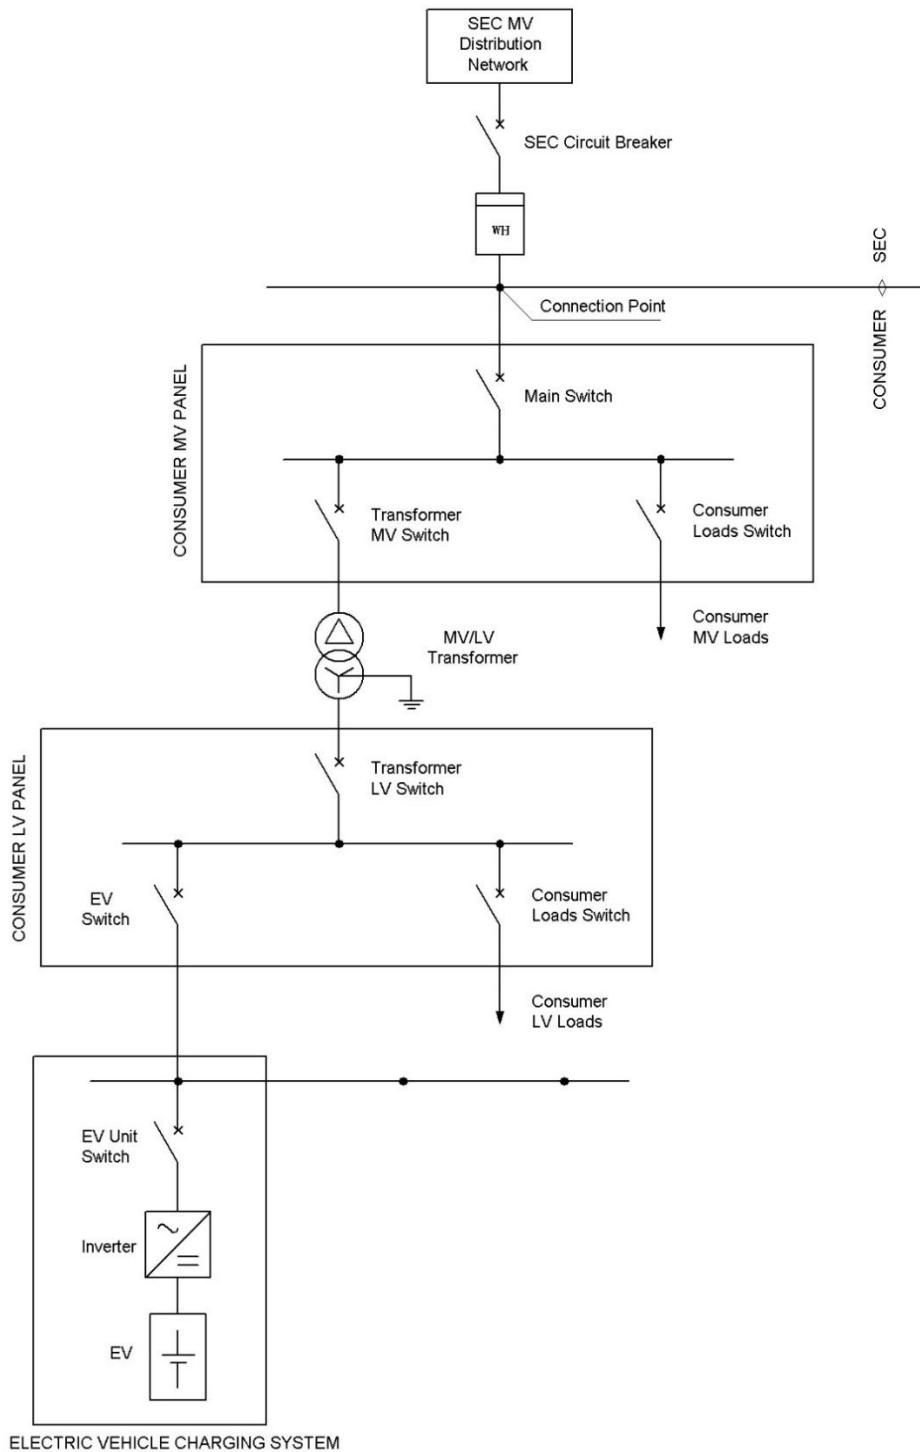 SEC MV
Distribution
Network
SEC Circuit Breaker
WH
SEC
Connection Point
CONSUMER
CONSUMER MV PANEL
Main Switch
Transformer
MV Switch
Consumer
Loads Switch
Consumer
MV Loads
MV/LV
Transformer
CONSUMER LV PANEL
Transformer
LV Switch
EV
Switch
Consumer
Loads Switch
Consumer
LV Loads
EV Unit
Switch
Inverter
EV
ELECTRIC VEHICLE CHARGING SYSTEM